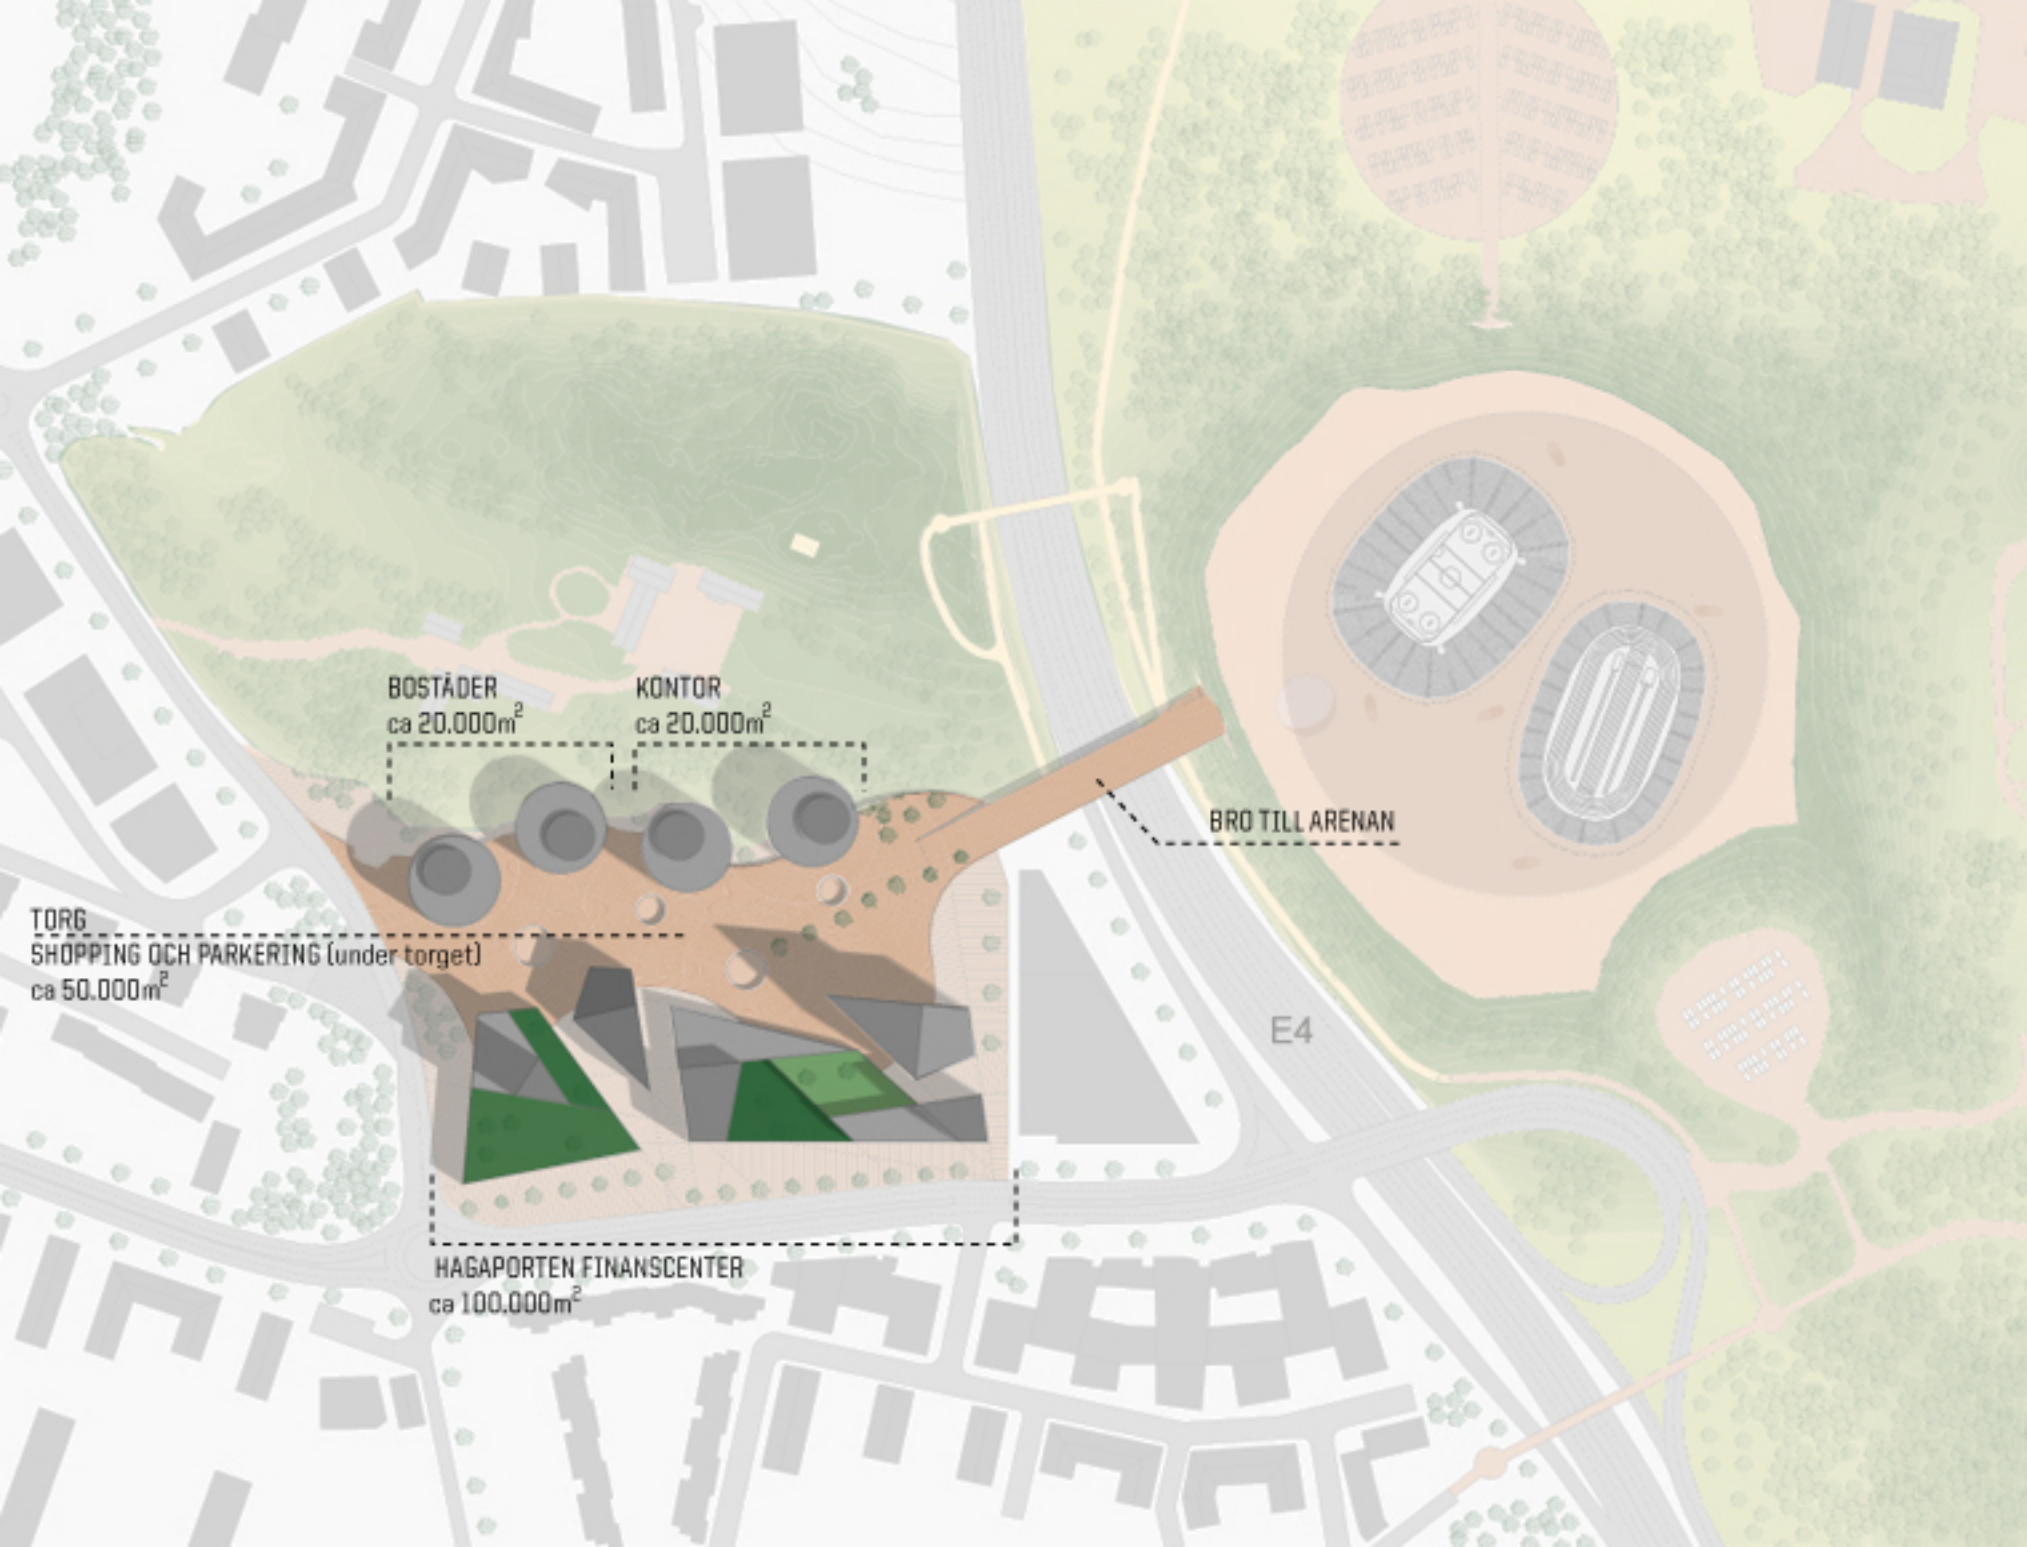 BOSTÄDER
ca 20.000m²
KONTOR
ca 20.000m²
BRO TILL ARENAN
TORG
SHOPPING OCH PARKERING (under torget)
ca 50.000m²
E4
HAGAPORTEN FINANSCENTER
ca 100.000m²